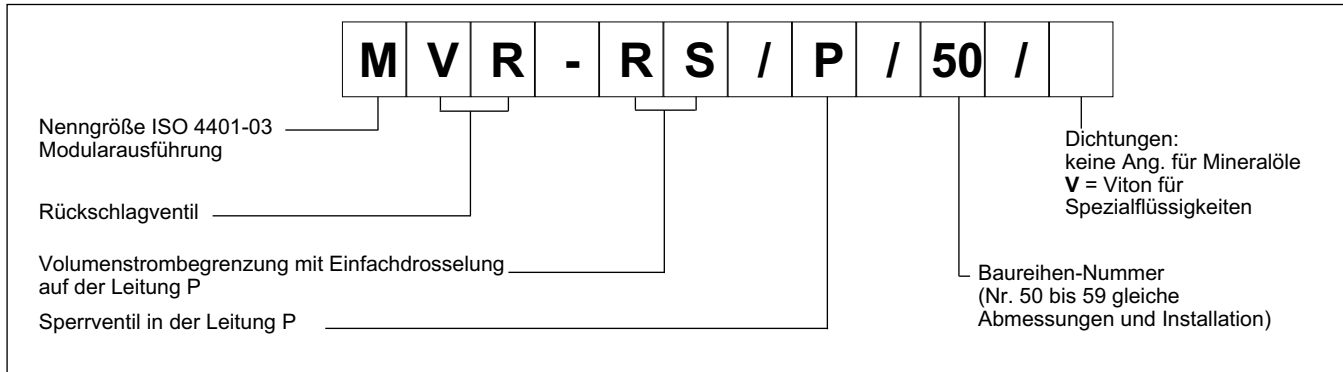 M V R - R S / P / 50 /
Nenngröße ISO 4401-03
Modularausführung
Rückschlagventil
Volumenstrombegrenzung mit Einfachdrosselung
auf der Leitung P
Sperrventil in der Leitung P
Dichtungen:
keine Ang. für Mineralöle
V = Viton für
Spezialflüssigkeiten
Baureihen-Nummer
(Nr. 50 bis 59 gleiche
Abmessungen und Installation)